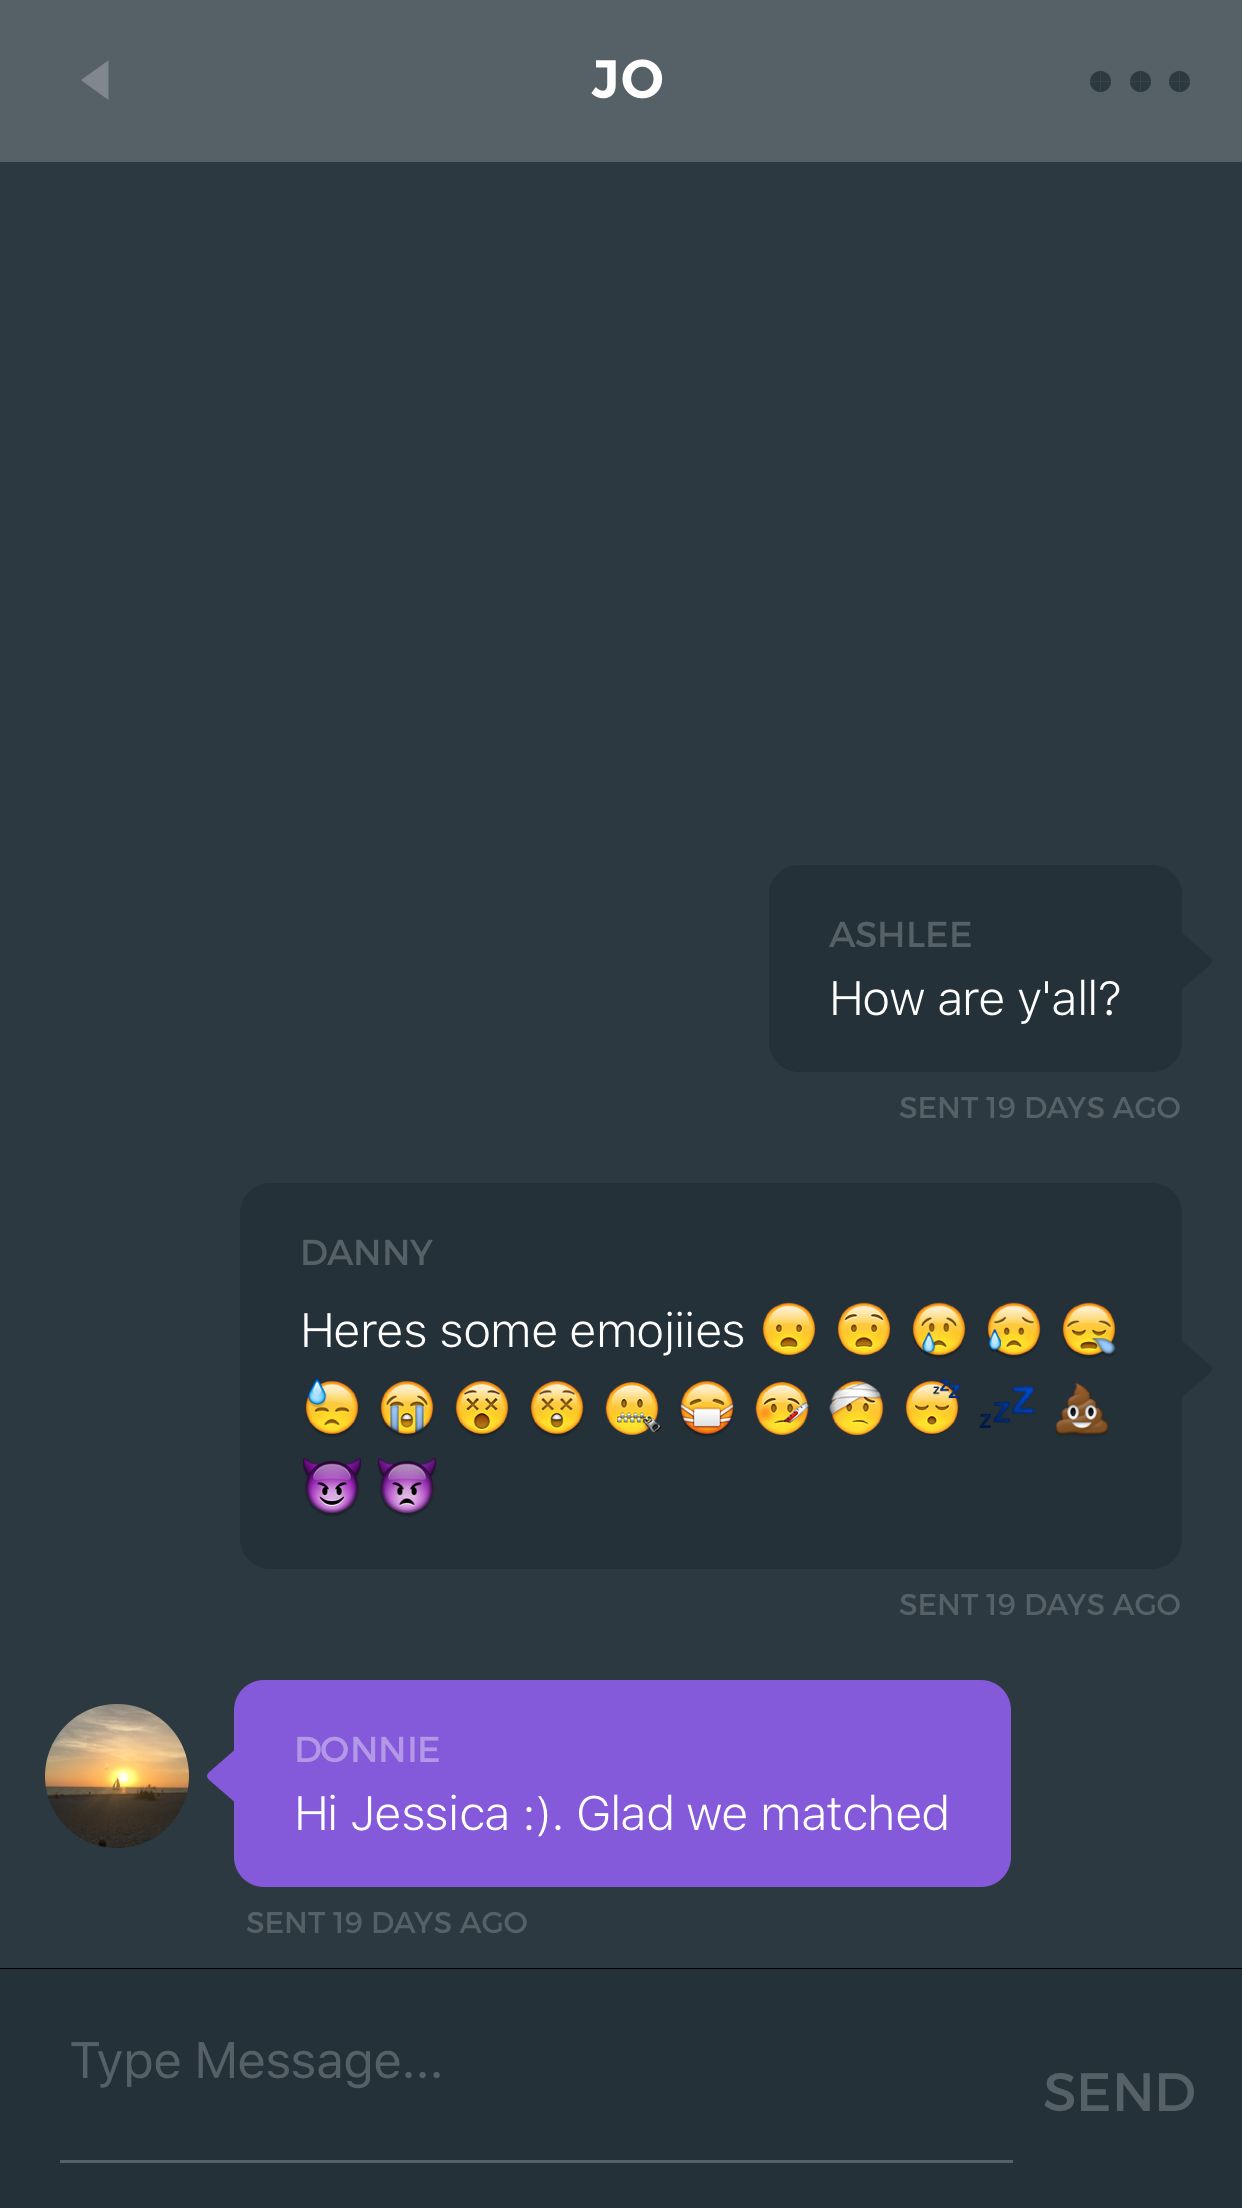 JO
ASHLEE
How are y'all?
SENT 19 DAYS AGO
DANNY
Heres some emojiies 😦 😧 😢 😥 😪
😓 😭 😵 😲 🤐 😷 🤒 🤕 😴 💤 💩
😈 👿
SENT 19 DAYS AGO
DONNIE
Hi Jessica :). Glad we matched
SENT 19 DAYS AGO
Type Message...
SEND